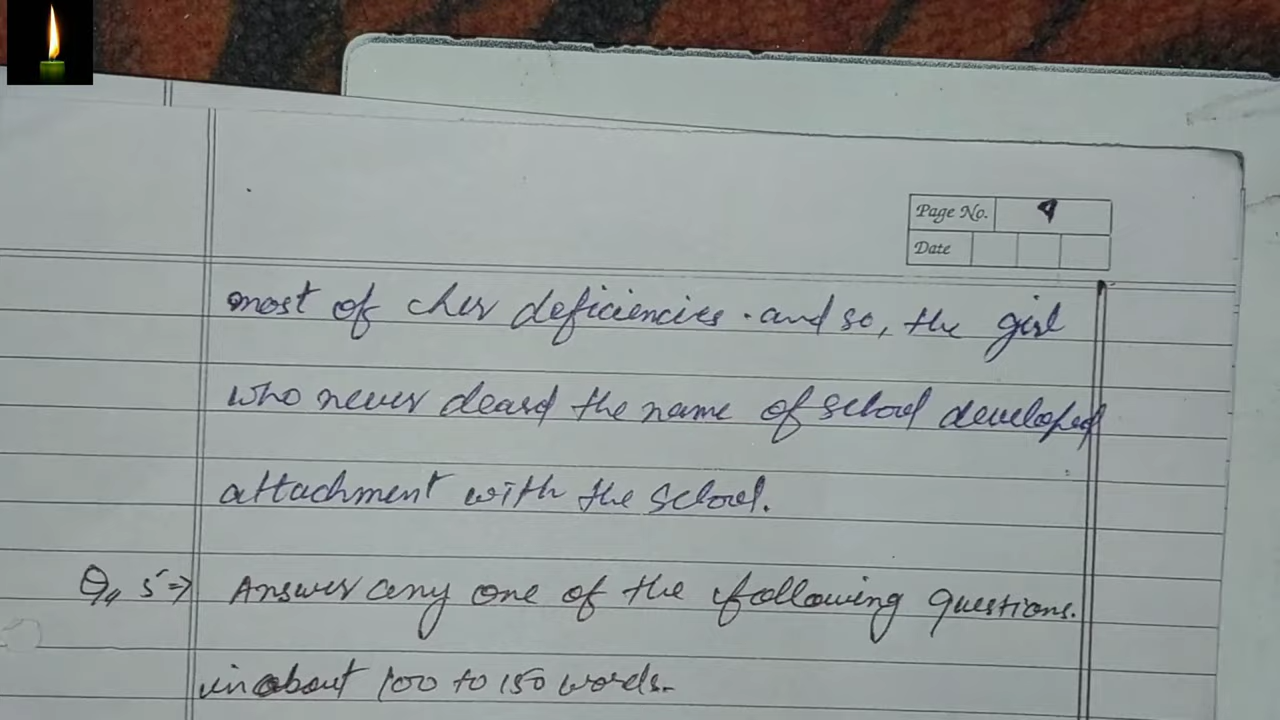 Page No. 9
Date
most of cher deficiencies. and so, the girl
who never deard the name of school developed
attachment with the school.
Q,, 5 => Answer any one of the following questions.
in about 100 to 150 words.